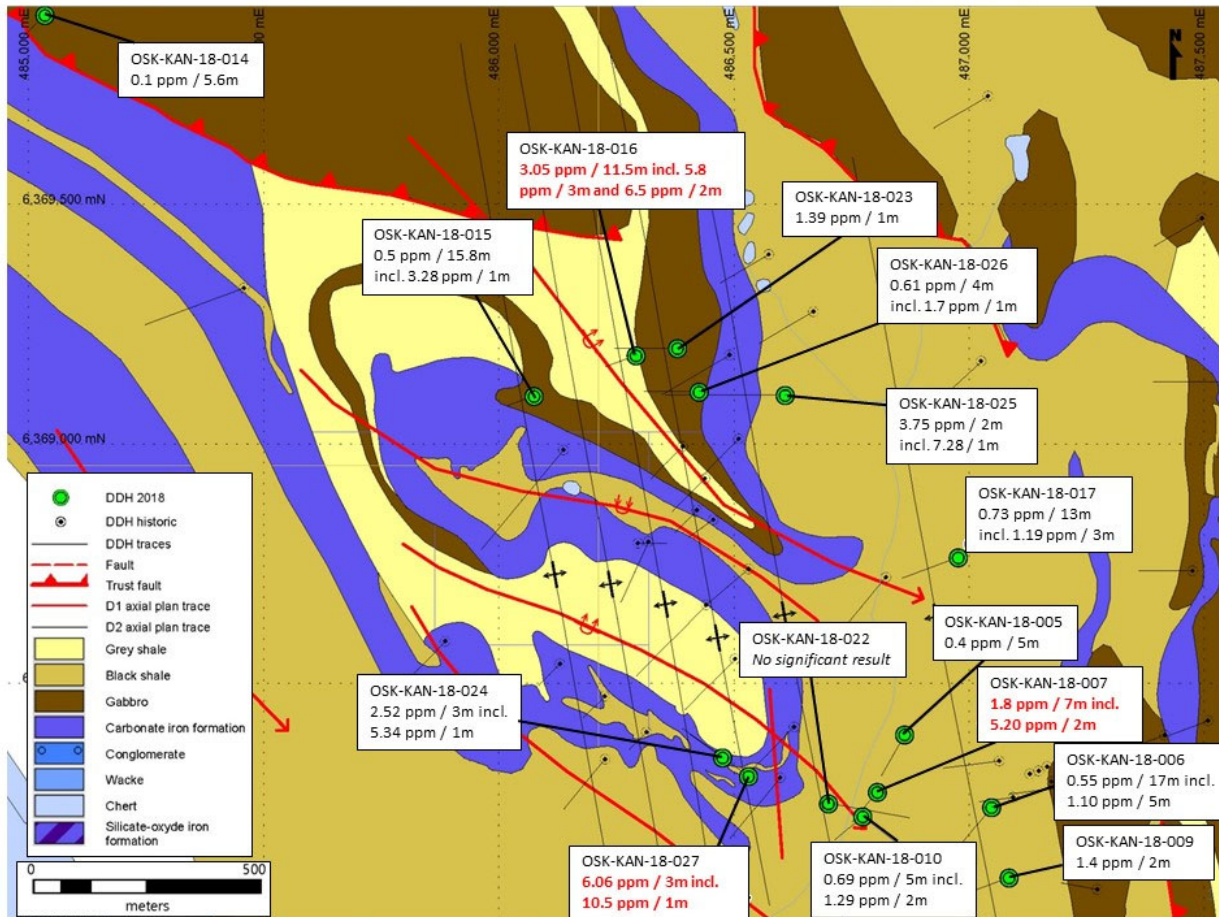 485,000 mE
mE
486,000 mE
486,500 mE
487,000 mE
487,500 mE
N
OSK-KAN-18-014
0.1 ppm / 5.6m
OSK-KAN-18-016
3.05 ppm / 11.5m incl. 5.8
ppm / 3m and 6.5 ppm / 2m
OSK-KAN-18-023
1.39 ppm / 1m
6,369,500 mN
OSK-KAN-18-015
0.5 ppm / 15.8m
incl. 3.28 ppm / 1m
OSK-KAN-18-026
0.61 ppm / 4m
incl. 1.7 ppm / 1m
OSK-KAN-18-025
3.75 ppm / 2m
incl. 7.28 / 1m
6,369,000 mN
OSK-KAN-18-017
0.73 ppm / 13m
incl. 1.19 ppm / 3m
OSK-KAN-18-022
No significant result
OSK-KAN-18-005
0.4 ppm / 5m
OSK-KAN-18-007
1.8 ppm / 7m incl.
5.20 ppm / 2m
OSK-KAN-18-024
2.52 ppm / 3m incl.
5.34 ppm / 1m
OSK-KAN-18-006
0.55 ppm / 17m incl.
1.10 ppm / 5m
OSK-KAN-18-027
6.06 ppm / 3m incl.
10.5 ppm / 1m
OSK-KAN-18-010
0.69 ppm / 5m incl.
1.29 ppm / 2m
OSK-KAN-18-009
1.4 ppm / 2m
DDH 2018
DDH historic
DDH traces
Fault
Trust fault
D1 axial plan trace
D2 axial plan trace
Grey shale
Black shale
Gabbro
Carbonate iron formation
Conglomerate
Wacke
Chert
Silicate-oxyde iron
formation
0
500
meters